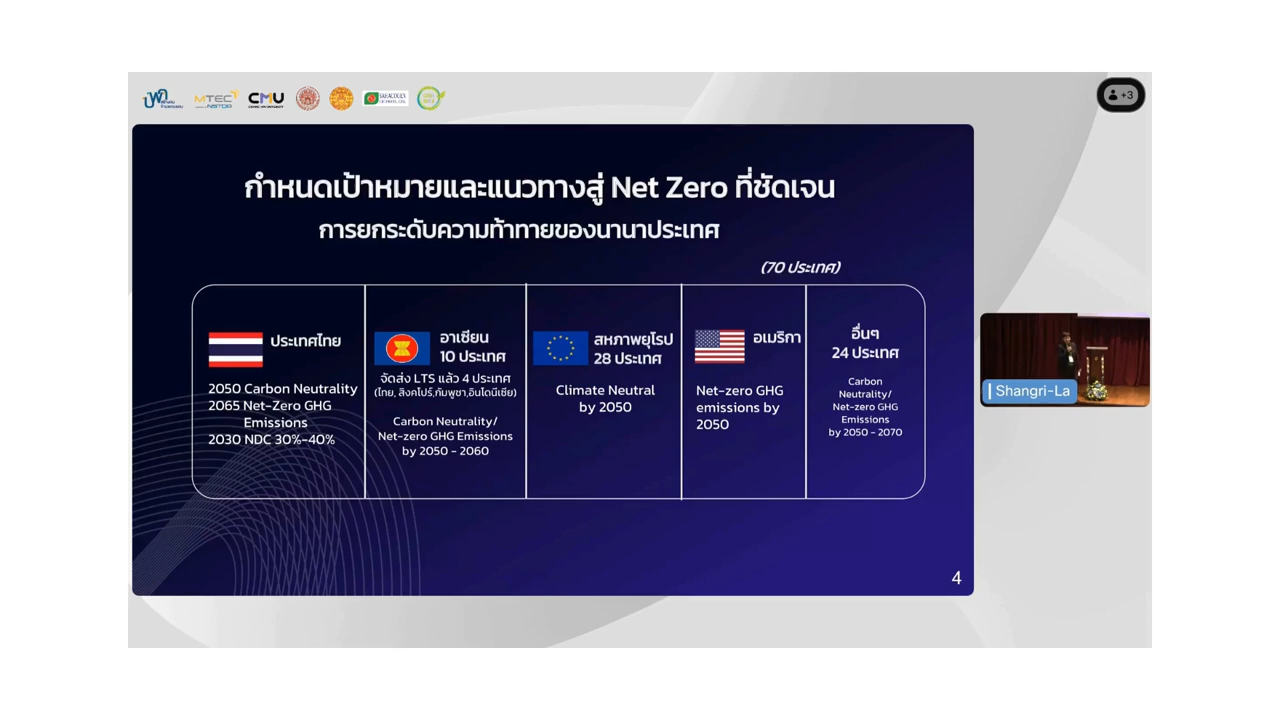 MTEC
NSTDA
CMU
+3
กำหนดเป้าหมายและแนวทางสู่ Net Zero ที่ชัดเจน
การยกระดับความท้าทายของนานาประเทศ
(70 ประเทศ)
ประเทศไทย
2050 Carbon Neutrality
2065 Net-Zero GHG
Emissions
2030 NDC 30%-40%
อาเซียน
10 ประเทศ
จัดส่ง LTS แล้ว 4 ประเทศ
(ไทย, สิงคโปร์,กัมพูชา,อินโดนีเซีย)
Carbon Neutrality/
Net-zero GHG Emissions
by 2050 - 2060
สหภาพยุโรป
28 ประเทศ
Climate Neutral
by 2050
อเมริกา
Net-zero GHG
emissions by
2050
อื่นๆ
24 ประเทศ
Carbon
Neutrality/
Net-zero GHG
Emissions
by 2050 - 2070
Shangri-La
4